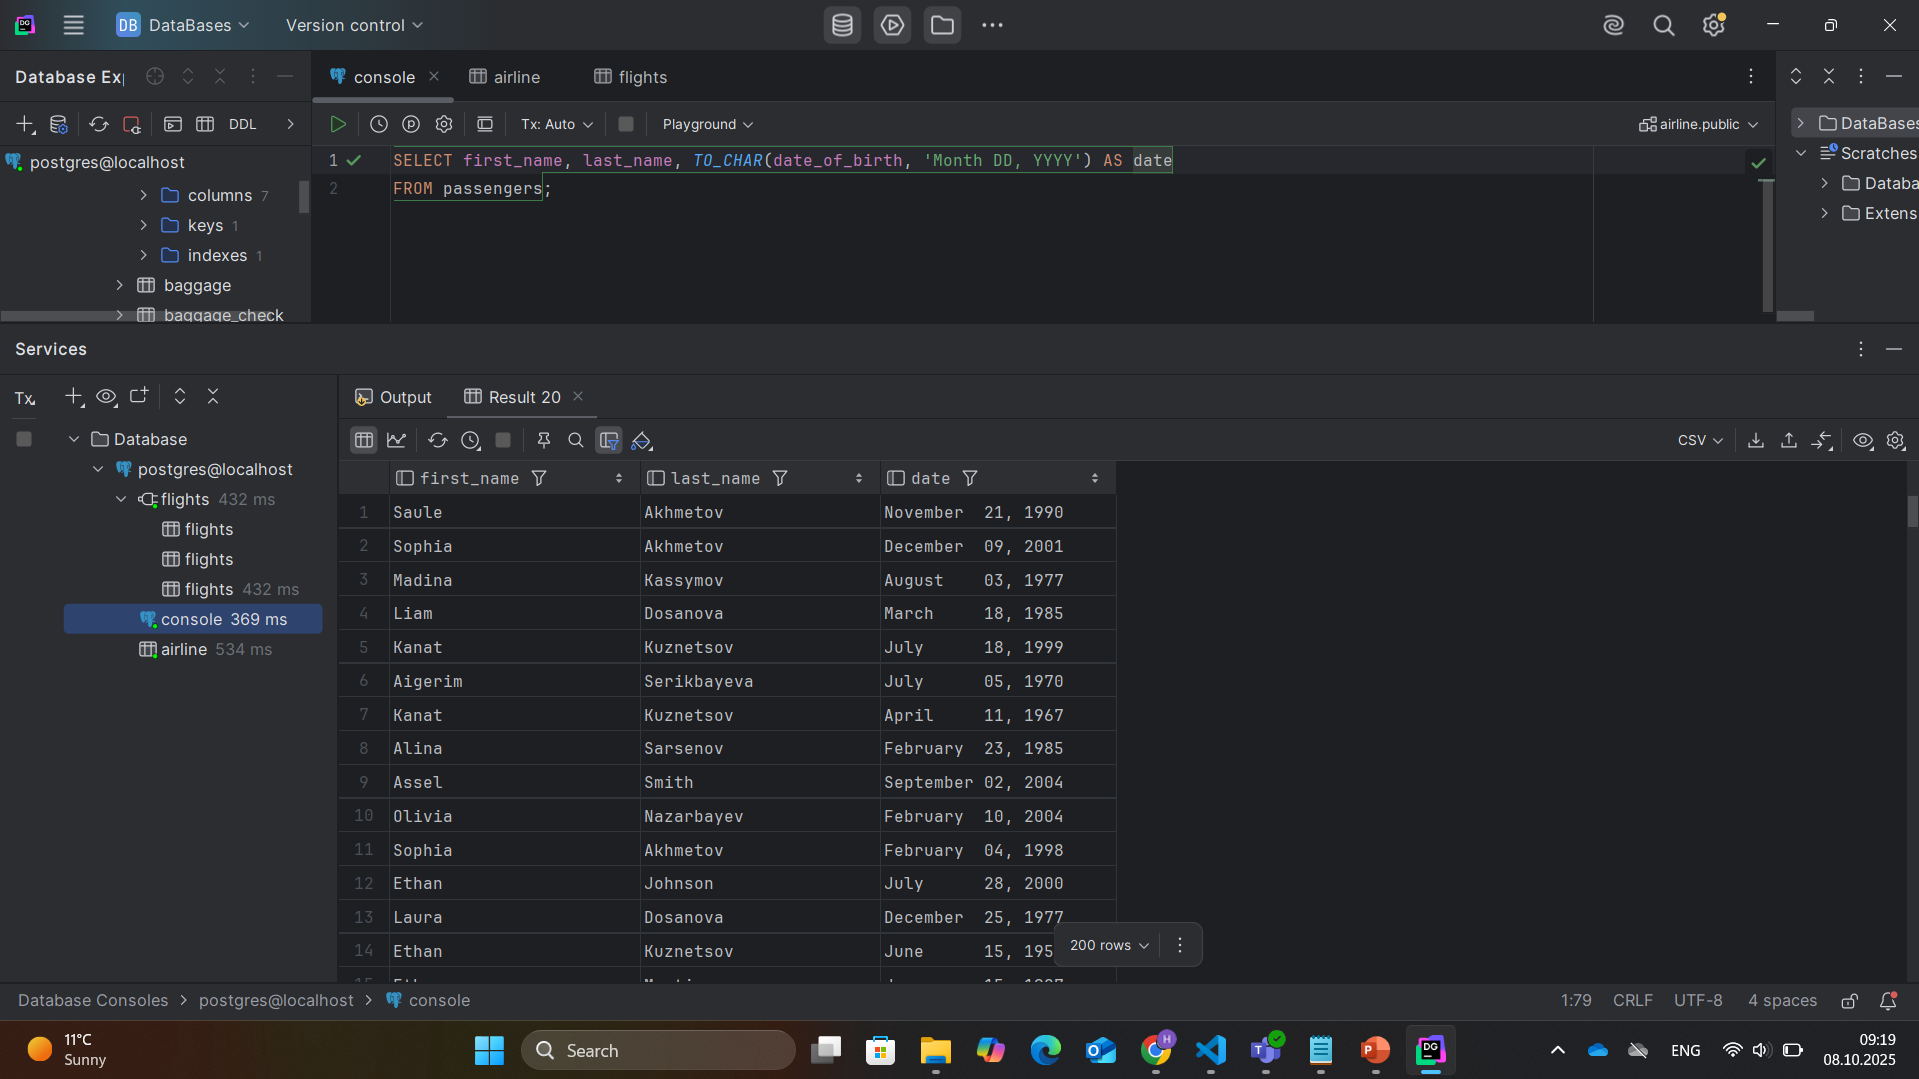 DB DataBases Version control
Database Exp
console airline flights
DDL Tx: Auto Playground airline.public
postgres@localhost
columns 7
keys 1
indexes 1
baggage
baggage_check
1 SELECT first_name, last_name, TO_CHAR(date_of_birth, 'Month DD, YYYY') AS date
2 FROM passengers;
DataBases
Scratches
Databa
Extens
Services
Tx
Output Result 20
CSV
Database
postgres@localhost
flights 432 ms
flights
flights
flights 432 ms
console 369 ms
airline 534 ms
first_name last_name date
1 Saule Akhmetov November 21, 1990
2 Sophia Akhmetov December 09, 2001
3 Madina Kassymov August 03, 1977
4 Liam Dosanova March 18, 1985
5 Kanat Kuznetsov July 18, 1999
6 Aigerim Serikbayeva July 05, 1970
7 Kanat Kuznetsov April 11, 1967
8 Alina Sarsenov February 23, 1985
9 Assel Smith September 02, 2004
10 Olivia Nazarbayev February 10, 2004
11 Sophia Akhmetov February 04, 1998
12 Ethan Johnson July 28, 2000
13 Laura Dosanova December 25, 1977
14 Ethan Kuznetsov June 15, 195
200 rows
Database Consoles > postgres@localhost > console
1:79 CRLF UTF-8 4 spaces
11°C
Sunny
Search
ENG
09:19
08.10.2025